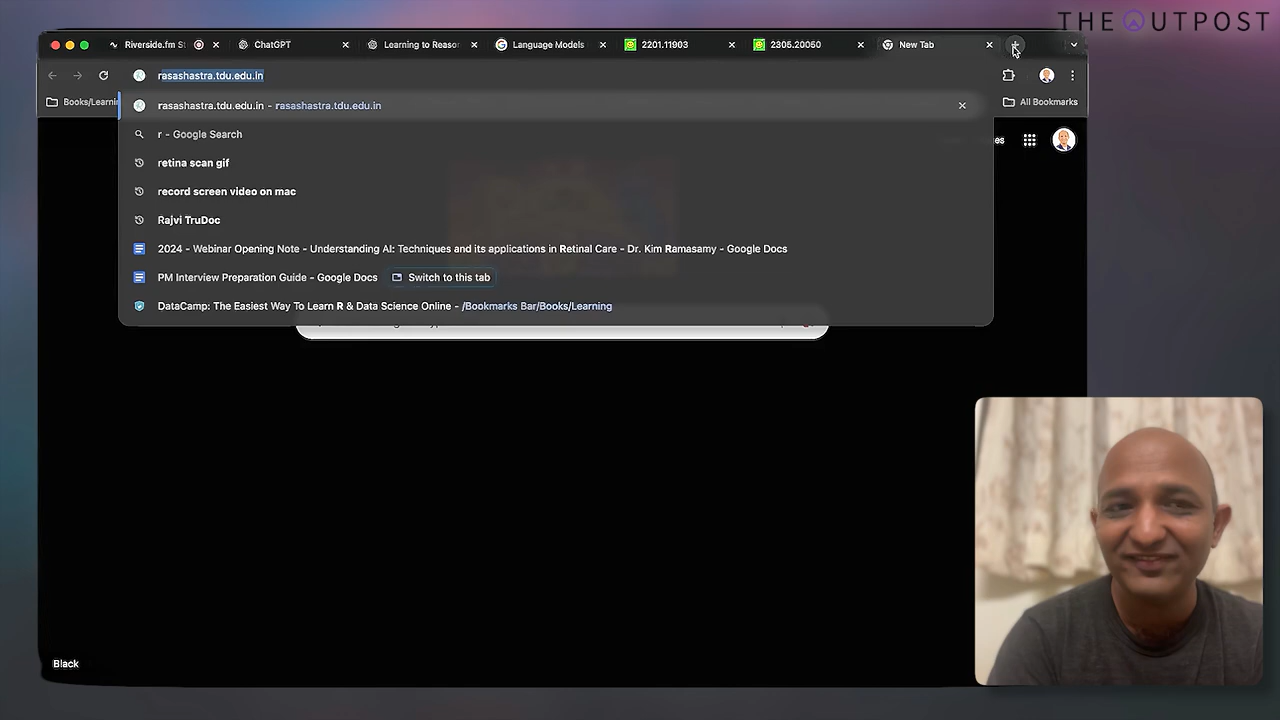 THE OUTPOST
Riverside.fm St
ChatGPT
Learning to Reason
Language Models
2201.11903
2305.20050
New Tab
rasashastra.tdu.edu.in
Books/Learnin
All Bookmarks
rasashastra.tdu.edu.in - rasashastra.tdu.edu.in
r - Google Search
retina scan gif
record screen video on mac
Rajvi TruDoc
2024 - Webinar Opening Note - Understanding AI: Techniques and its applications in Retinal Care - Dr. Kim Ramasamy - Google Docs
PM Interview Preparation Guide - Google Docs Switch to this tab
DataCamp: The Easiest Way To Learn R & Data Science Online - /Bookmarks Bar/Books/Learning
Black